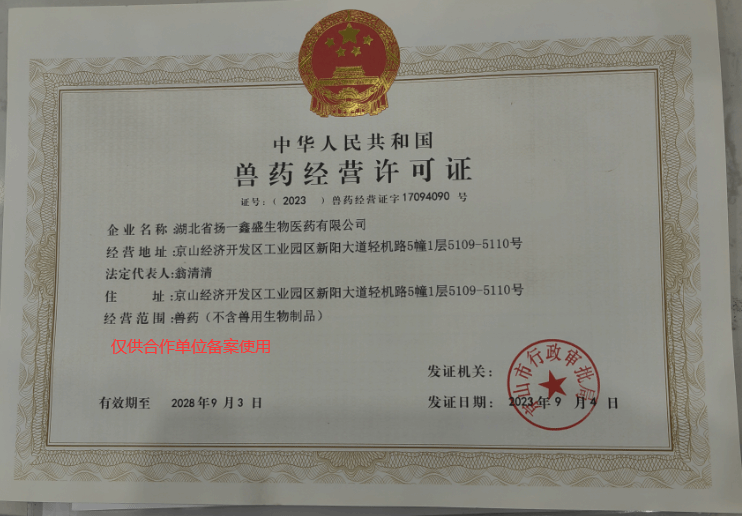 中华人民共和国
兽药经营许可证
证号:（2023）兽药经营证字17094090 号
企业名称:湖北省扬一鑫盛生物医药有限公司
经营地址:京山经济开发区工业园区新阳大道轻机路5幢1层5109-5110号
法定代表人:翁清清
住 址:京山经济开发区工业园区新阳大道轻机路5幢1层5109-5110号
经营范围:兽药（不含兽用生物制品）
仅供合作单位备案使用
发证机关:
京山市行政审批局
有效期至 2028年9月3日
发证日期: 2023年9月4日